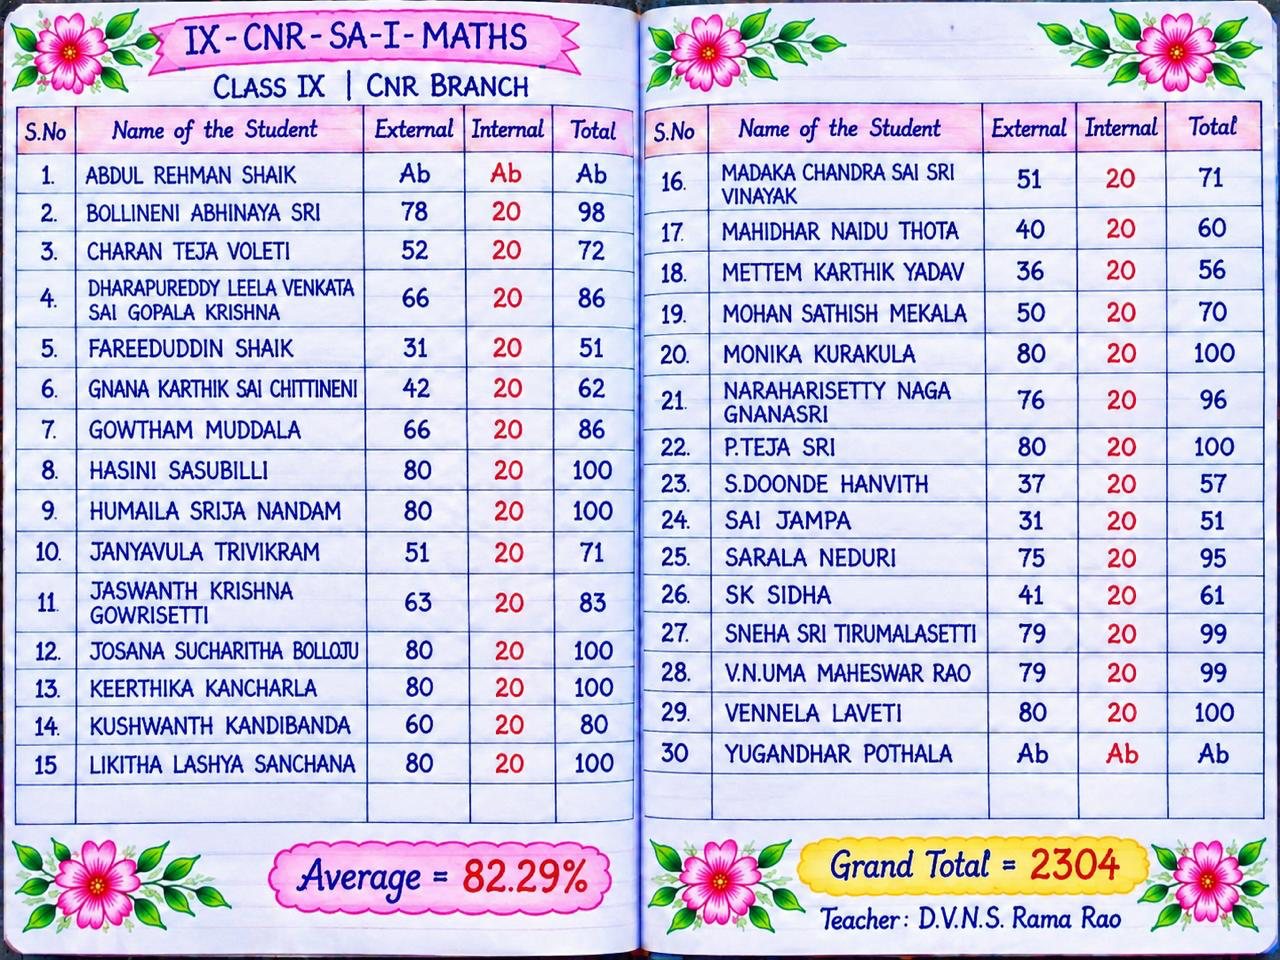 IX-CNR-SA-I-MATHS
CLASS IX | CNR BRANCH
S.No Name of the Student External Internal Total
1. ABDUL REHMAN SHAIK Ab Ab Ab
2. BOLLINENI ABHINAYA SRI 78 20 98
3. CHARAN TEJA VOLETI 52 20 72
4. DHARAPUREDDY LEELA VENKATA
SAI GOPALA KRISHNA 66 20 86
5. FAREEDUDDIN SHAIK 31 20 51
6. GNANA KARTHIK SAI CHITTINENI 42 20 62
7. GOWTHAM MUDDALA 66 20 86
8. HASINI SASUBILLI 80 20 100
9. HUMAILA SRIJA NANDAM 80 20 100
10. JANYAVULA TRIVIKRAM 51 20 71
11. JASWANTH KRISHNA
GOWRISETTI 63 20 83
12. JOSANA SUCHARITHA BOLLOJU 80 20 100
13. KEERTHIKA KANCHARLA 80 20 100
14. KUSHWANTH KANDIBANDA 60 20 80
15 LIKITHA LASHYA SANCHANA 80 20 100
Average = 82.29%
S.No Name of the Student External Internal Total
16. MADAKA CHANDRA SAI SRI
VINAYAK 51 20 71
17. MAHIDHAR NAIDU THOTA 40 20 60
18. METTEM KARTHIK YADAV 36 20 56
19. MOHAN SATHISH MEKALA 50 20 70
20. MONIKA KURAKULA 80 20 100
21. NARAHARISETTY NAGA
GNANASRI 76 20 96
22. P.TEJA SRI 80 20 100
23. S.DOONDE HANVITH 37 20 57
24. SAI JAMPA 31 20 51
25. SARALA NEDURI 75 20 95
26. SK SIDHA 41 20 61
27. SNEHA SRI TIRUMALASETTI 79 20 99
28. V.N.UMA MAHESWAR RAO 79 20 99
29. VENNELA LAVETI 80 20 100
30 YUGANDHAR POTHALA Ab Ab Ab
Grand Total = 2304
Teacher: D.V.N.S. Rama Rao